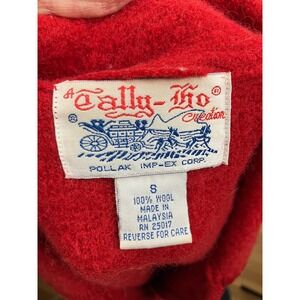 A Tally-Ho®
Creation
®
POLLAK IMP-EX CORP.
S
100% WOOL
MADE IN
MALAYSIA
RN 25017
REVERSE FOR CARE